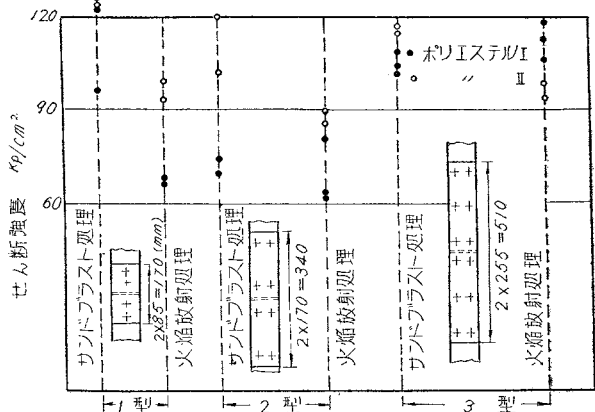 120
90
60
せん断強度 KP/cm²
ポリエステル I
〃 II
サンドブラスト処理
2×85=170 (mm)
火焔放射処理
サンドブラスト処理
2×170=340
火焔放射処理
サンドブラスト処理
2×255=510
火焔放射処理
1 型
2 型
3 型